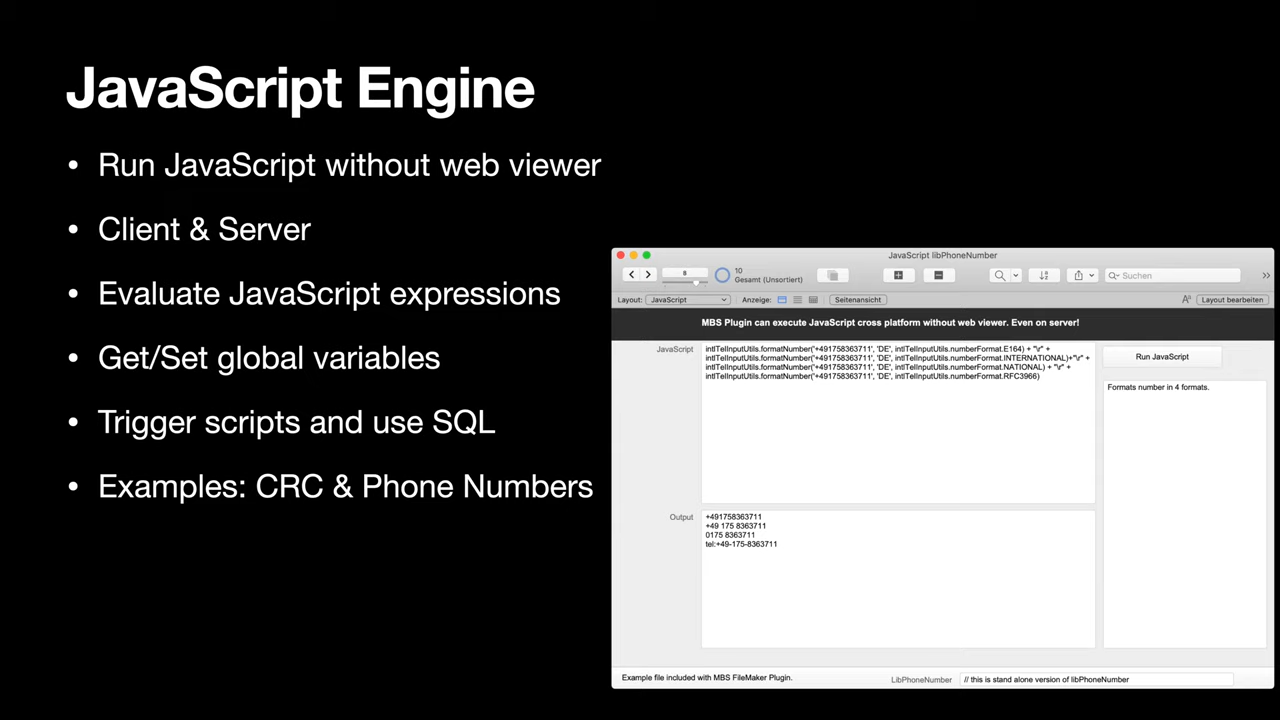 JavaScript Engine
• Run JavaScript without web viewer
• Client & Server
• Evaluate JavaScript expressions
• Get/Set global variables
• Trigger scripts and use SQL
• Examples: CRC & Phone Numbers
JavaScript libPhoneNumber
8
10
Gesamt (Unsortiert)
Suchen
Layout: JavaScript
Anzeige:
Seitenansicht
Layout bearbeiten
MBS Plugin can execute JavaScript cross platform without web viewer. Even on server!
JavaScript
intlTelInputUtils.formatNumber('+491758363711', 'DE', intlTelInputUtils.numberFormat.E164) + "\r" +
intlTelInputUtils.formatNumber('+491758363711', 'DE', intlTelInputUtils.numberFormat.INTERNATIONAL)+"\r" +
intlTelInputUtils.formatNumber('+491758363711', 'DE', intlTelInputUtils.numberFormat.NATIONAL) + "\r" +
intlTelInputUtils.formatNumber('+491758363711', 'DE', intlTelInputUtils.numberFormat.RFC3966)
Run JavaScript
Formats number in 4 formats.
Output
+491758363711
+49 175 8363711
0175 8363711
tel:+49-175-8363711
Example file included with MBS FileMaker Plugin.
LibPhoneNumber
// this is stand alone version of libPhoneNumber